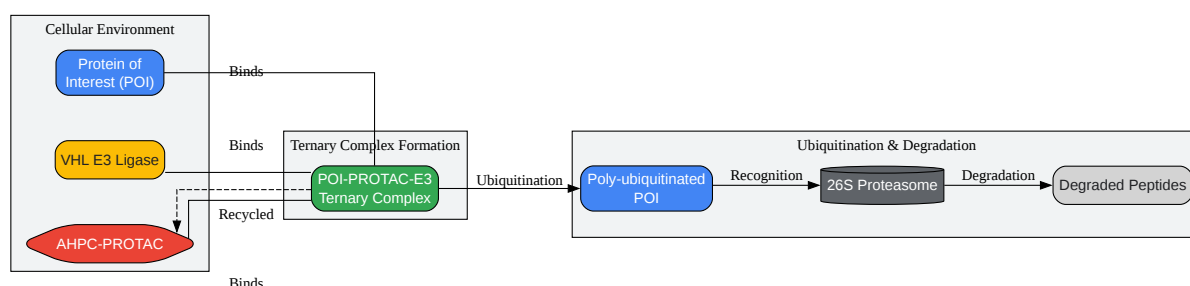 Cellular Environment
Protein of
Interest (POI)
Binds
VHL E3 Ligase
Binds
AHPC-PROTAC
Recycled
Binds
Ternary Complex Formation
POI-PROTAC-E3
Ternary Complex
Ubiquitination
Ubiquitination & Degradation
Poly-ubiquitinated
POI
Recognition
26S Proteasome
Degradation
Degraded Peptides